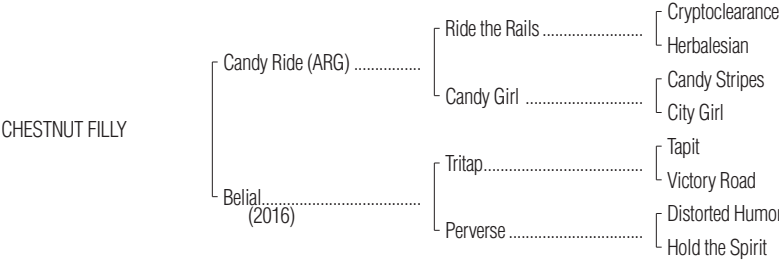 Cryptoclearance
Ride the Rails
Herbalesian
Candy Ride (ARG)
Candy Stripes
Candy Girl
City Girl
CHESTNUT FILLY
Tapit
Tritap
Victory Road
Belial
(2016)
Distorted Humor
Perverse
Hold the Spirit